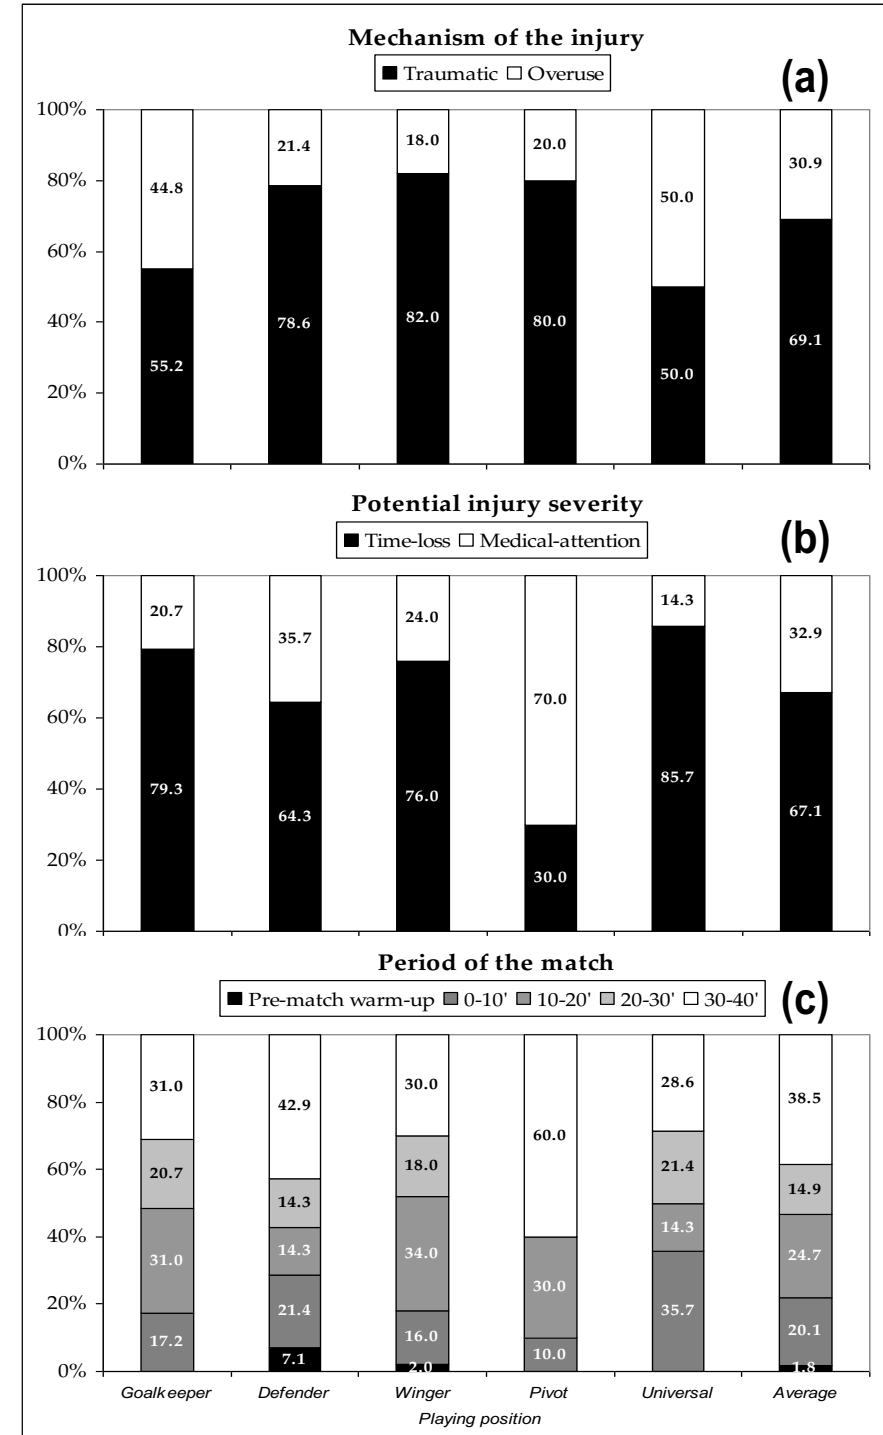 Mechanism of the injury
Traumatic Overuse
(a)
100%
80%
60%
40%
20%
0%
44.8 21.4 18.0 20.0 50.0 30.9
55.2 78.6 82.0 80.0 50.0 69.1
Potential injury severity
Time-loss Medical-attention
(b)
100%
80%
60%
40%
20%
0%
20.7 35.7 24.0 70.0 14.3 32.9
79.3 64.3 76.0 30.0 85.7 67.1
Period of the match
Pre-match warm-up 0-10' 10-20' 20-30' 30-40'
(c)
100%
80%
60%
40%
20%
0%
31.0 42.9 30.0 60.0 28.6 38.5
20.7 14.3 18.0 21.4 14.9
31.0 14.3 34.0 30.0 14.3 24.7
17.2 21.4 16.0 10.0 35.7 20.1
7.1 2.0 1.8
Goalkeeper Defender Winger Pivot Universal Average
Playing position